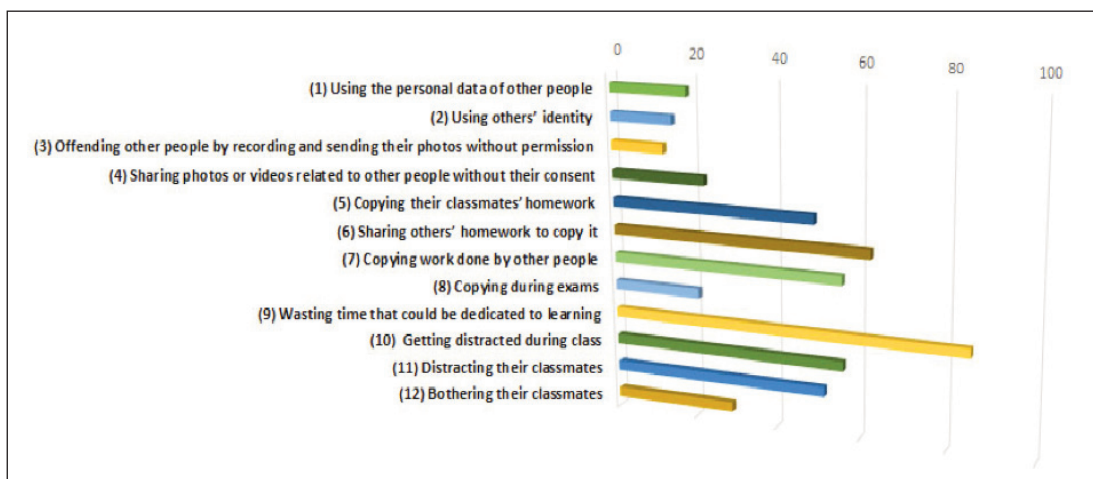 0 20 40 60 80 100
(1) Using the personal data of other people
(2) Using others' identity
(3) Offending other people by recording and sending their photos without permission
(4) Sharing photos or videos related to other people without their consent
(5) Copying their classmates' homework
(6) Sharing others' homework to copy it
(7) Copying work done by other people
(8) Copying during exams
(9) Wasting time that could be dedicated to learning
(10) Getting distracted during class
(11) Distracting their classmates
(12) Bothering their classmates